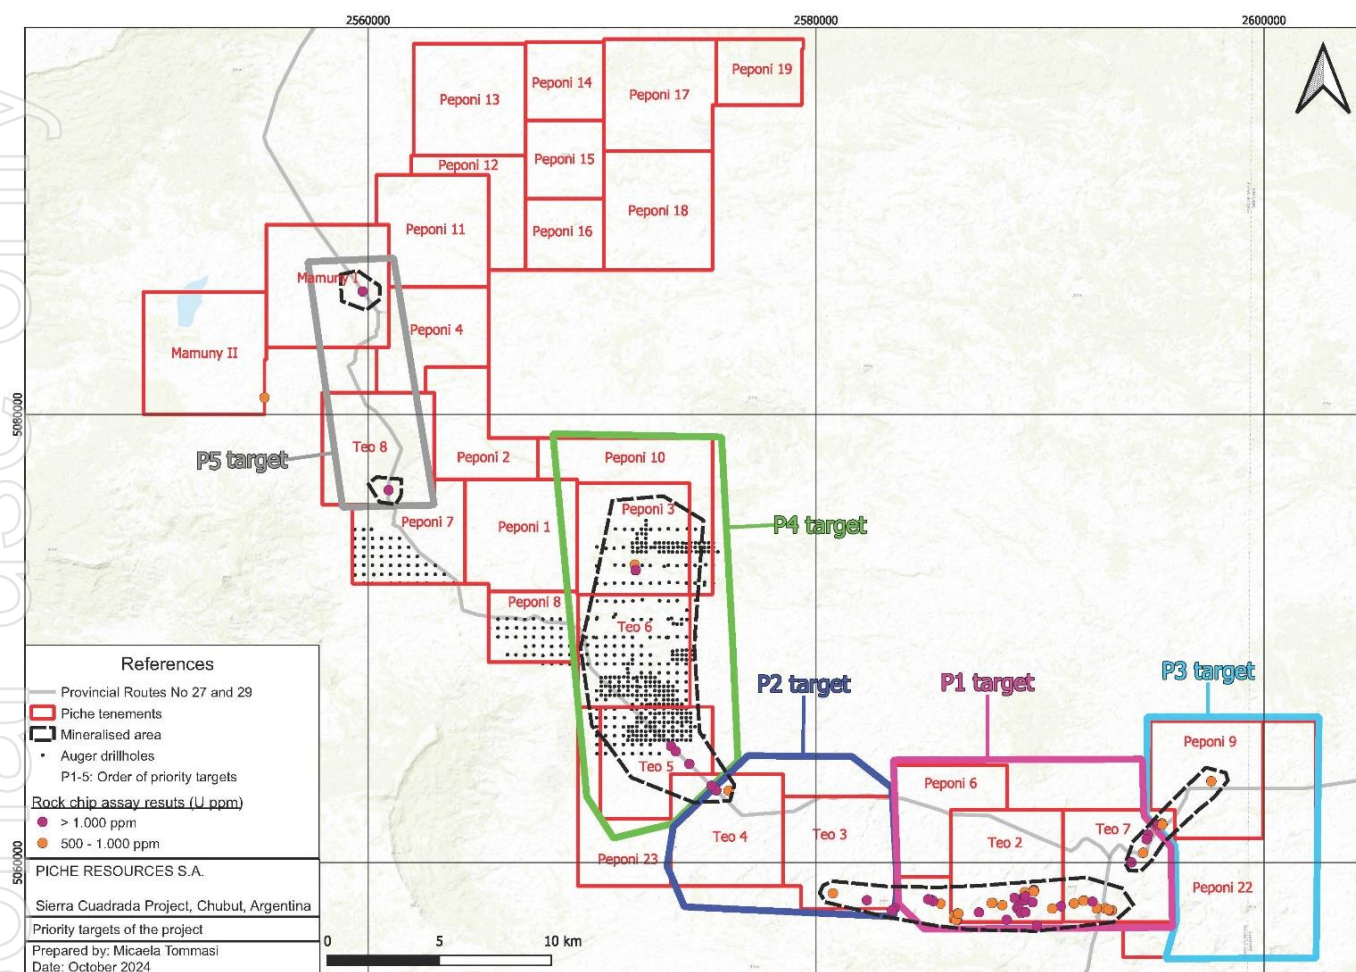 2560000
2580000
2600000
Peponi 19
Peponi 14
Peponi 17
Peponi 13
Peponi 15
Peponi 12
Peponi 18
Peponi 11
Peponi 16
Mamuny I
Peponi 4
Mamuny II
5080000
Teo 8
P5 target
Peponi 2
Peponi 10
Peponi 3
Peponi 7
Peponi 1
P4 target
Peponi 8
Teo 6
P2 target
P1 target
P3 target
Peponi 9
Teo 5
Peponi 6
Teo 4
Teo 3
Teo 2
Teo 7
Peponi 23
5060000
Peponi 22
References
Provincial Routes No 27 and 29
Piche tenements
Mineralised area
Auger drillholes
P1-5: Order of priority targets
Rock chip assay resuts (U ppm)
> 1.000 ppm
500 - 1.000 ppm
PICHE RESOURCES S.A.
Sierra Cuadrada Project, Chubut, Argentina
Priority targets of the project
Prepared by: Micaela Tommasi
Date: October 2024
0 5 10 km